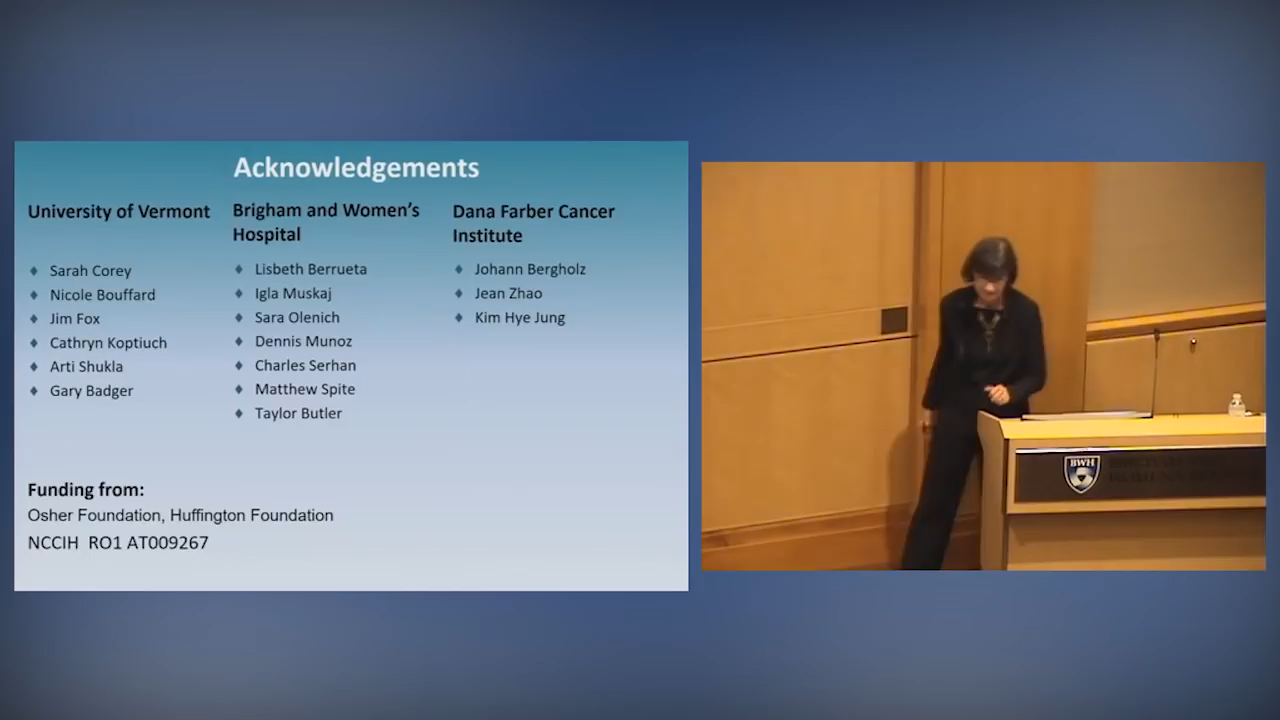 Acknowledgements
University of Vermont
Sarah Corey
Nicole Bouffard
Jim Fox
Cathryn Koptiuch
Arti Shukla
Gary Badger
Brigham and Women's
Hospital
Lisbeth Berrueta
Igla Muskaj
Sara Olenich
Dennis Munoz
Charles Serhan
Matthew Spite
Taylor Butler
Dana Farber Cancer
Institute
Johann Bergholz
Jean Zhao
Kim Hye Jung
Funding from:
Osher Foundation, Huffington Foundation
NCCIH RO1 AT009267
BWH